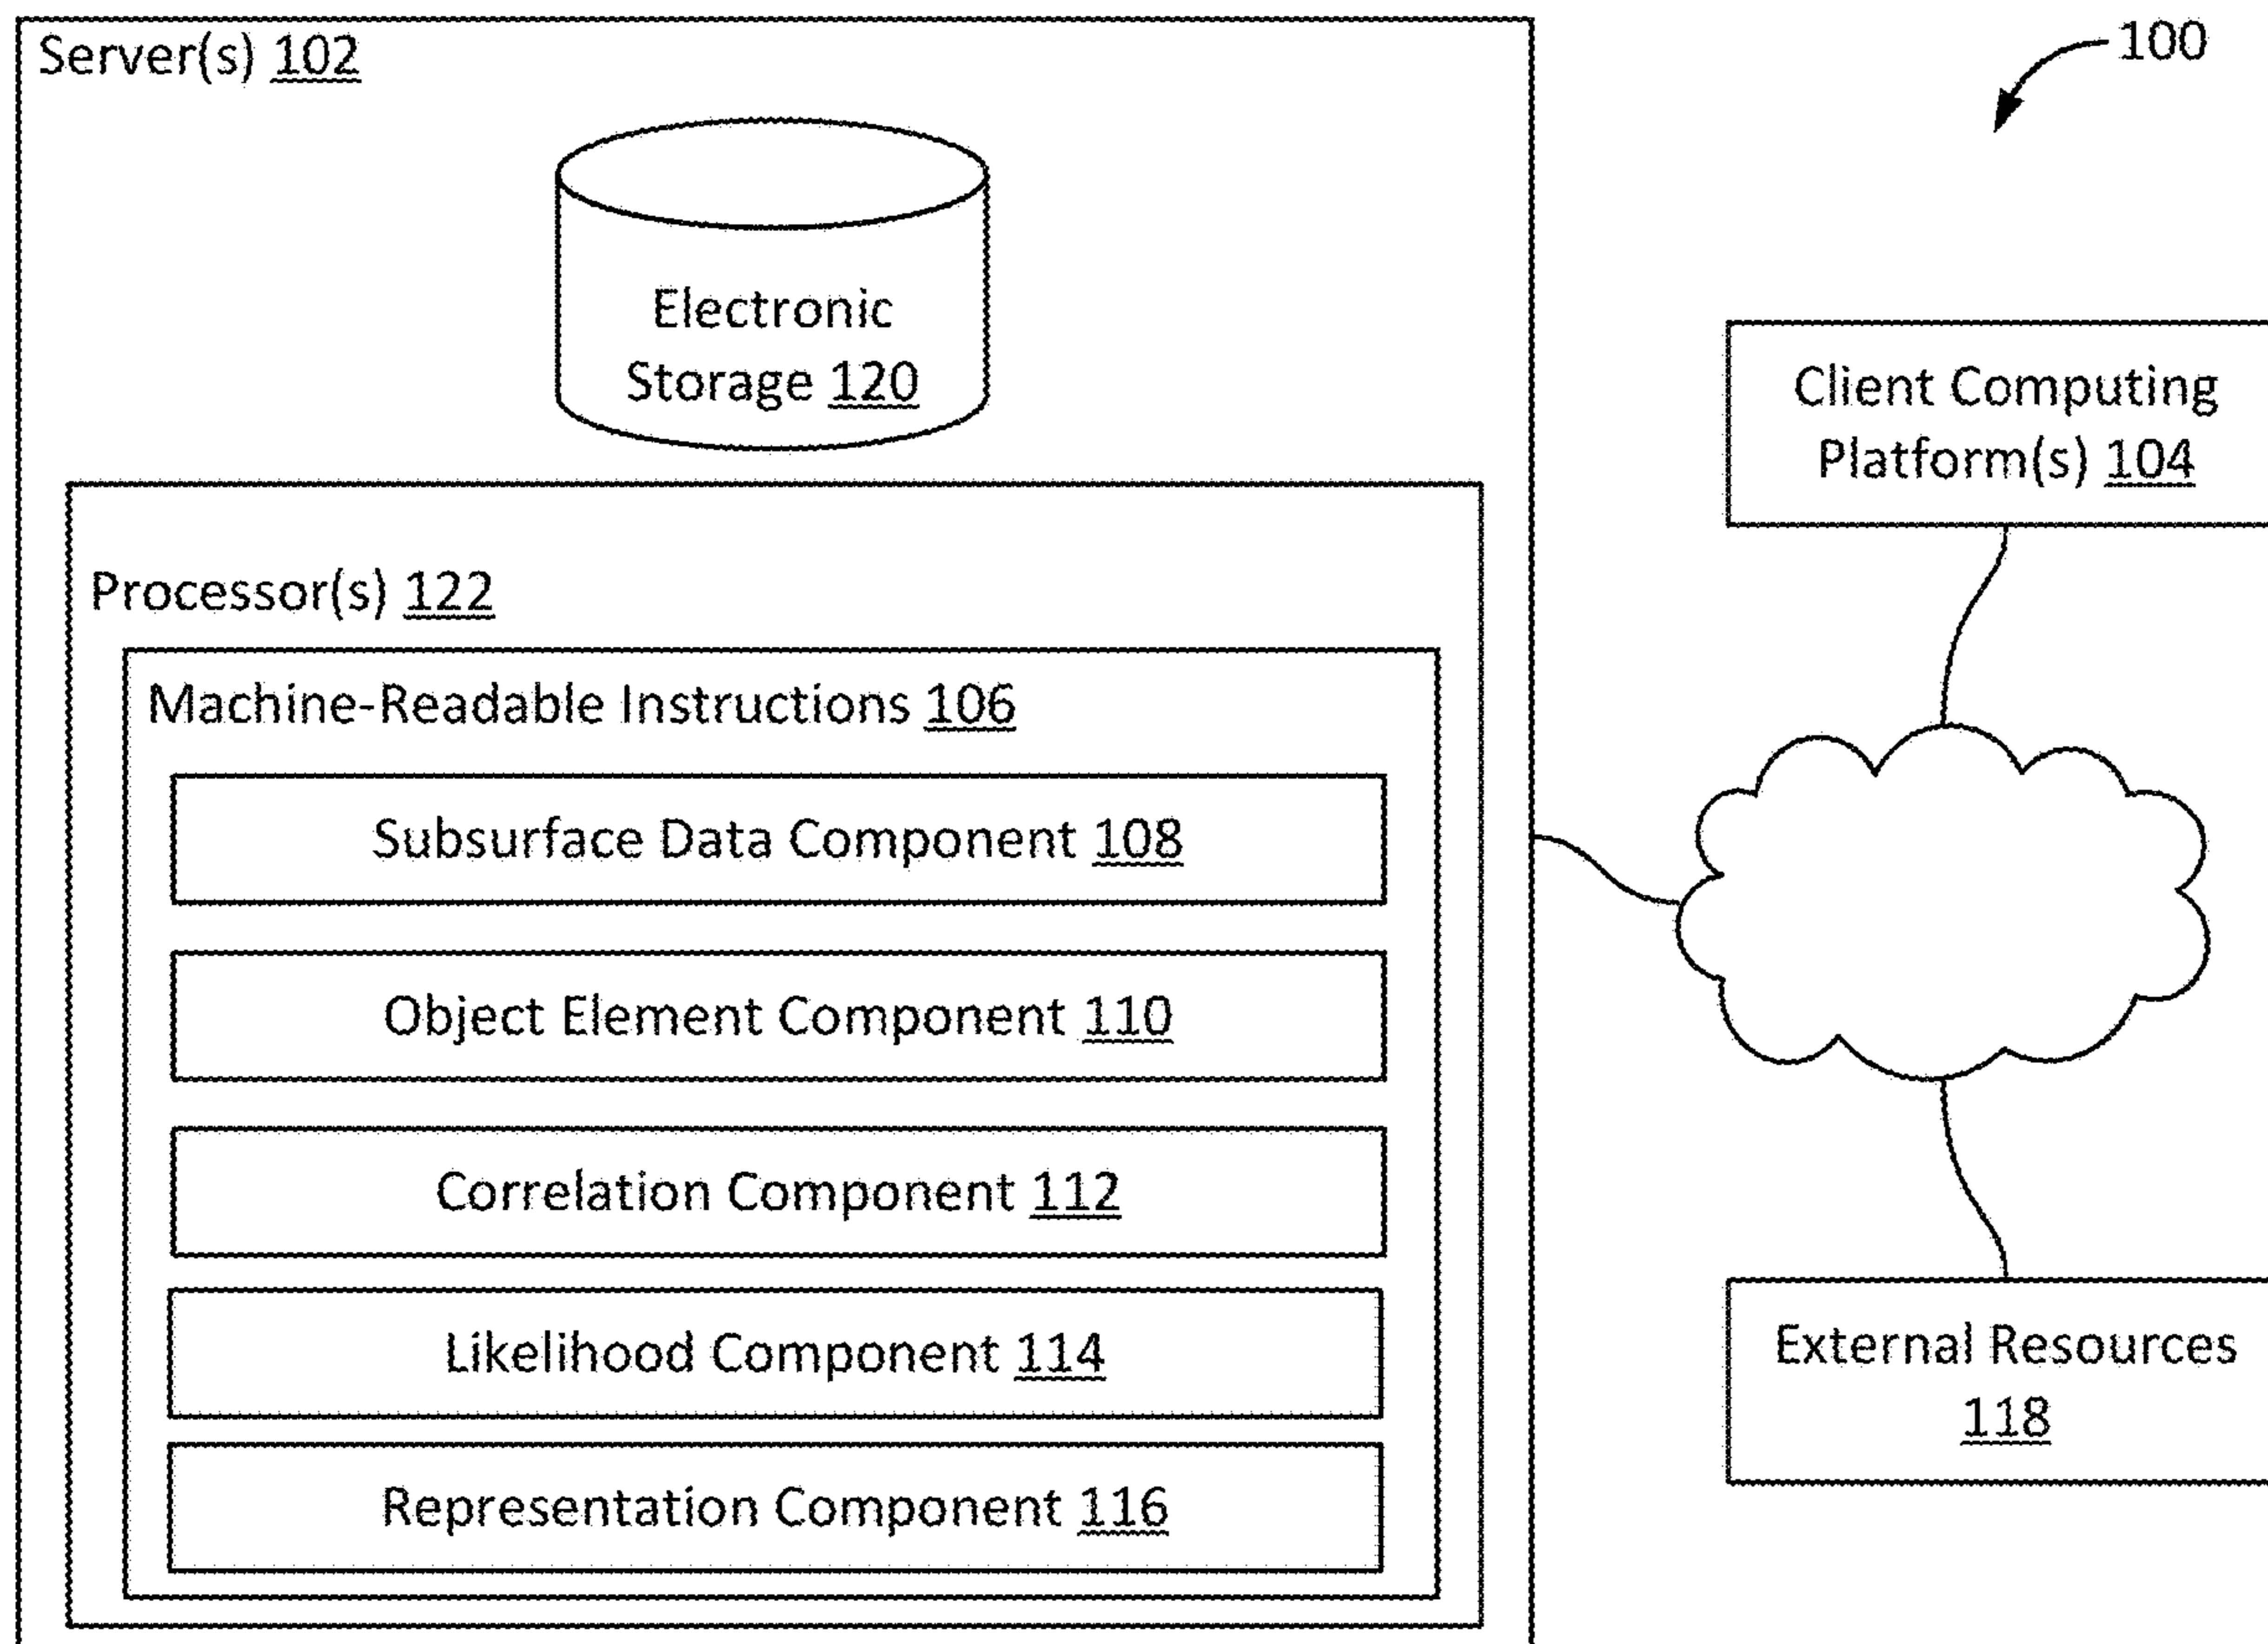 Server(s) 102
100
Electronic
Storage 120
Client Computing
Platform(s) 104
Processor(s) 122
Machine-Readable Instructions 106
Subsurface Data Component 108
Object Element Component 110
Correlation Component 112
Likelihood Component 114
Representation Component 116
External Resources
118